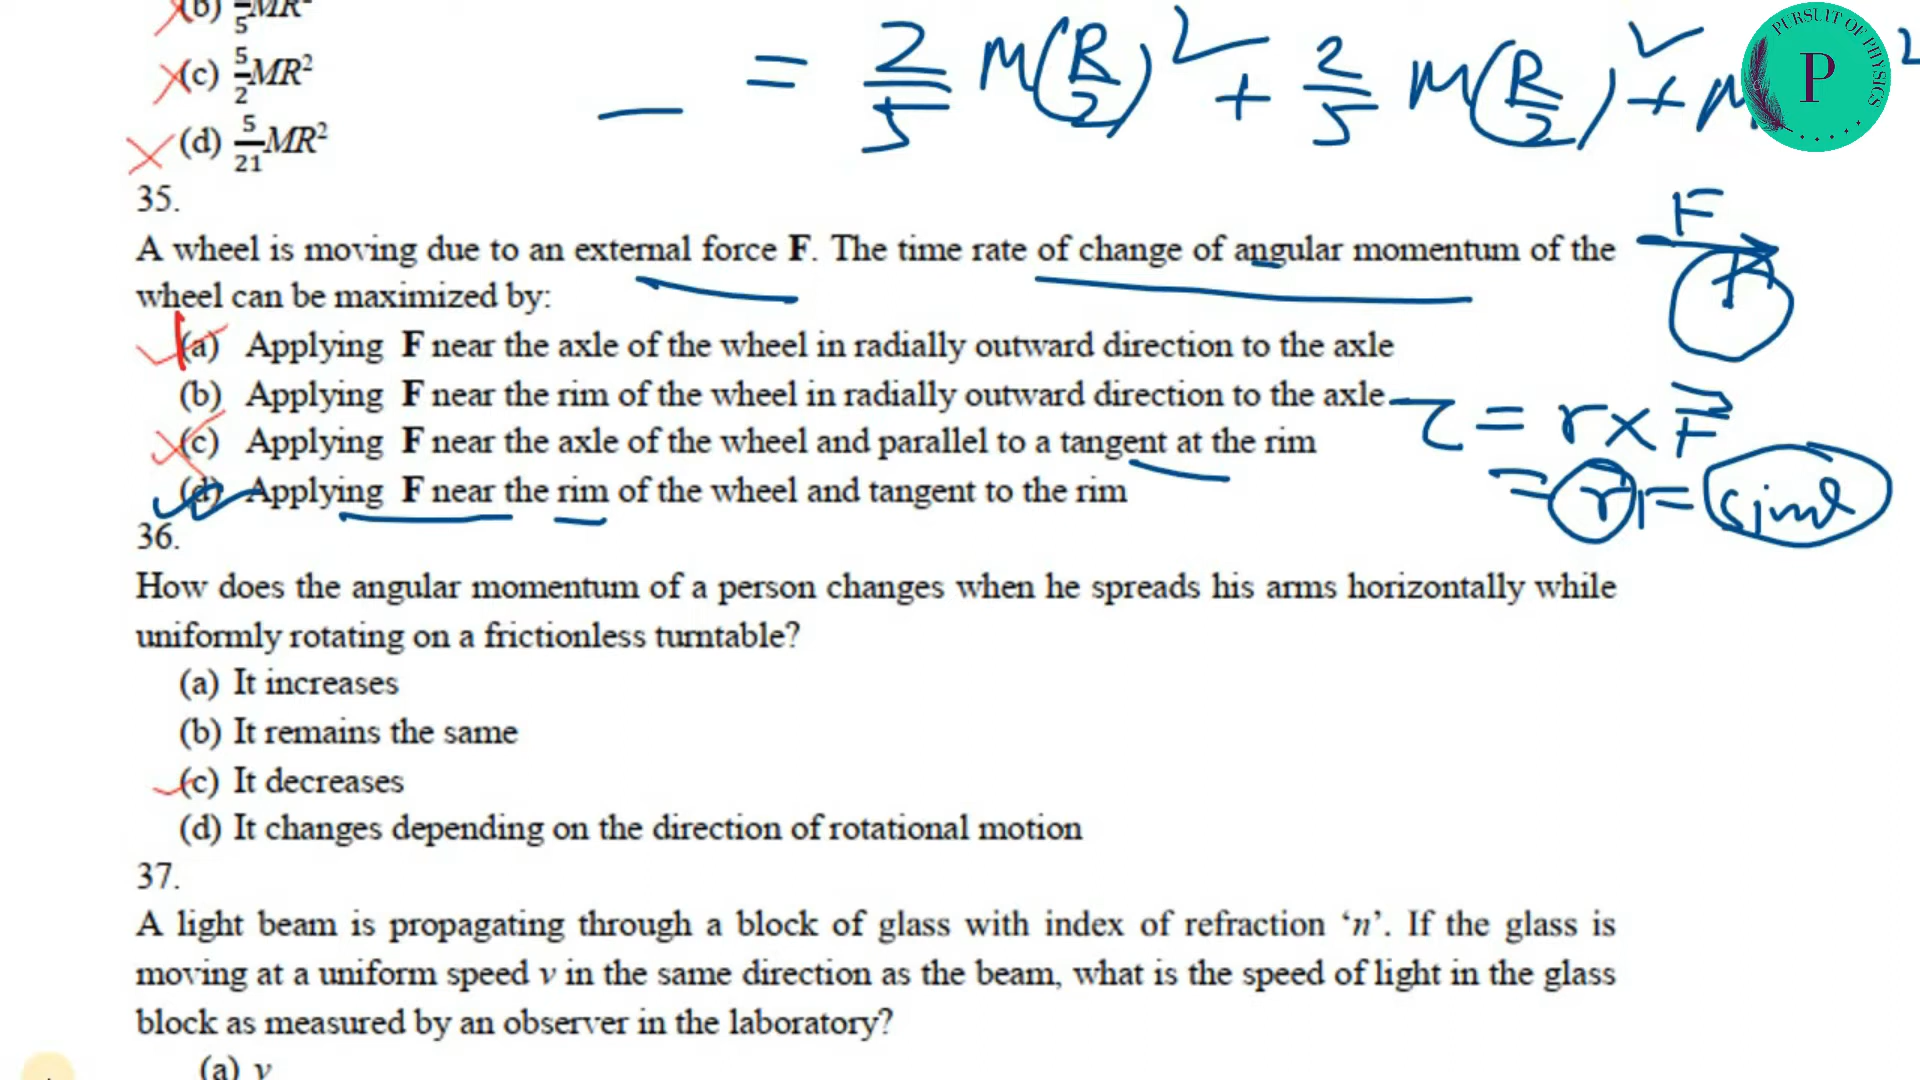 (b) —MR²
5
(c) 5/2 MR²
(d) 5/21 MR²
= 2/5 M(R/2)² + 2/5 M(R/2)² + M
2
PURSUIT OF PHYSICS
P
35.
A wheel is moving due to an external force F. The time rate of change of angular momentum of the
wheel can be maximized by:
(a) Applying F near the axle of the wheel in radially outward direction to the axle
(b) Applying F near the rim of the wheel in radially outward direction to the axle
(c) Applying F near the axle of the wheel and parallel to a tangent at the rim
(d) Applying F near the rim of the wheel and tangent to the rim
F
τ = r × F
= r F sinθ
36.
How does the angular momentum of a person changes when he spreads his arms horizontally while
uniformly rotating on a frictionless turntable?
(a) It increases
(b) It remains the same
(c) It decreases
(d) It changes depending on the direction of rotational motion
37.
A light beam is propagating through a block of glass with index of refraction ‘n’. If the glass is
moving at a uniform speed v in the same direction as the beam, what is the speed of light in the glass
block as measured by an observer in the laboratory?
(a) v